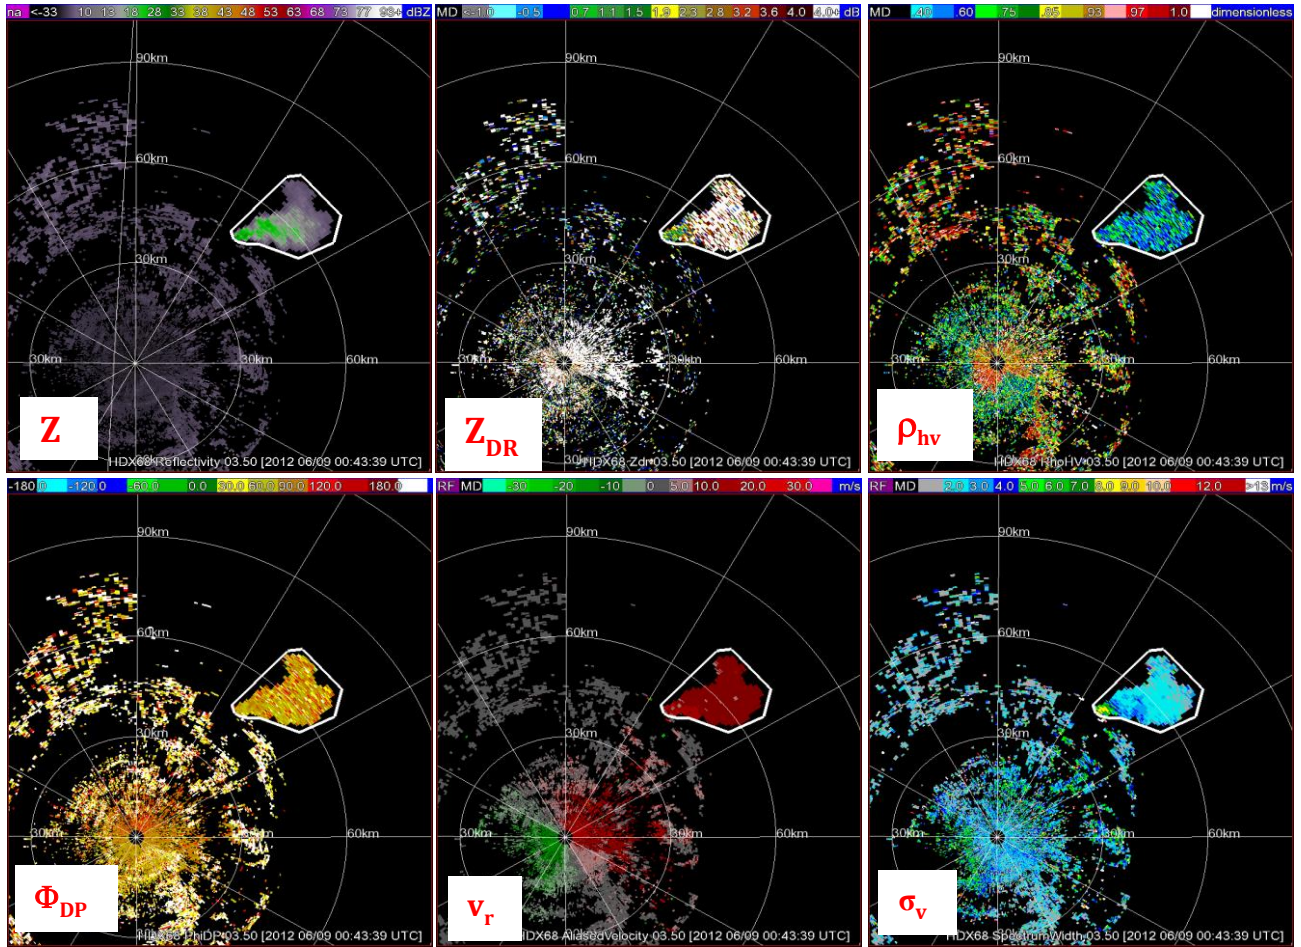 na <-33 10 13 18 28 33 38 43 48 53 63 68 73 77 93+ dBZ
MD <-1.0 -0.5 0.7 1.1 1.5 1.9 2.3 2.8 3.2 3.6 4.0 4.0+ dB
MD .40 .60 .75 .85 .93 .97 1.0 dimensionless
90km
90km
90km
60km
60km
60km
30km
30km
30km
30km 30km 60km
30km 30km 60km
30km 30km 60km
Z
Z DR
ρhv
HDX68 Reflectivity 03.50 [2012 06/09 00:43:39 UTC]
HDX68 Zdr 03.50 [2012 06/09 00:43:39 UTC]
HDX68 RhoHV 03.50 [2012 06/09 00:43:39 UTC]
-180.0 -120.0 -60.0 0.0 30.0 60.0 90.0 120.0 180.0
RF MD -30 -20 0 5.0 10.0 20.0 30.0 m/s
RF MD 2.0 3.0 4.0 5.0 6.0 7.0 8.0 9.0 10.0 12.0 >13 m/s
90km
90km
90km
60km
60km
60km
30km
30km
30km
30km 60km
30km 30km 60km
30km 30km 60km
ΦDP
vr
σv
HDX68 PhiDP 03.50 [2012 06/09 00:43:39 UTC]
HDX68 AliasedVelocity 03.50 [2012 06/09 00:43:39 UTC]
HDX68 SpectrumWidth 03.50 [2012 06/09 00:43:39 UTC]